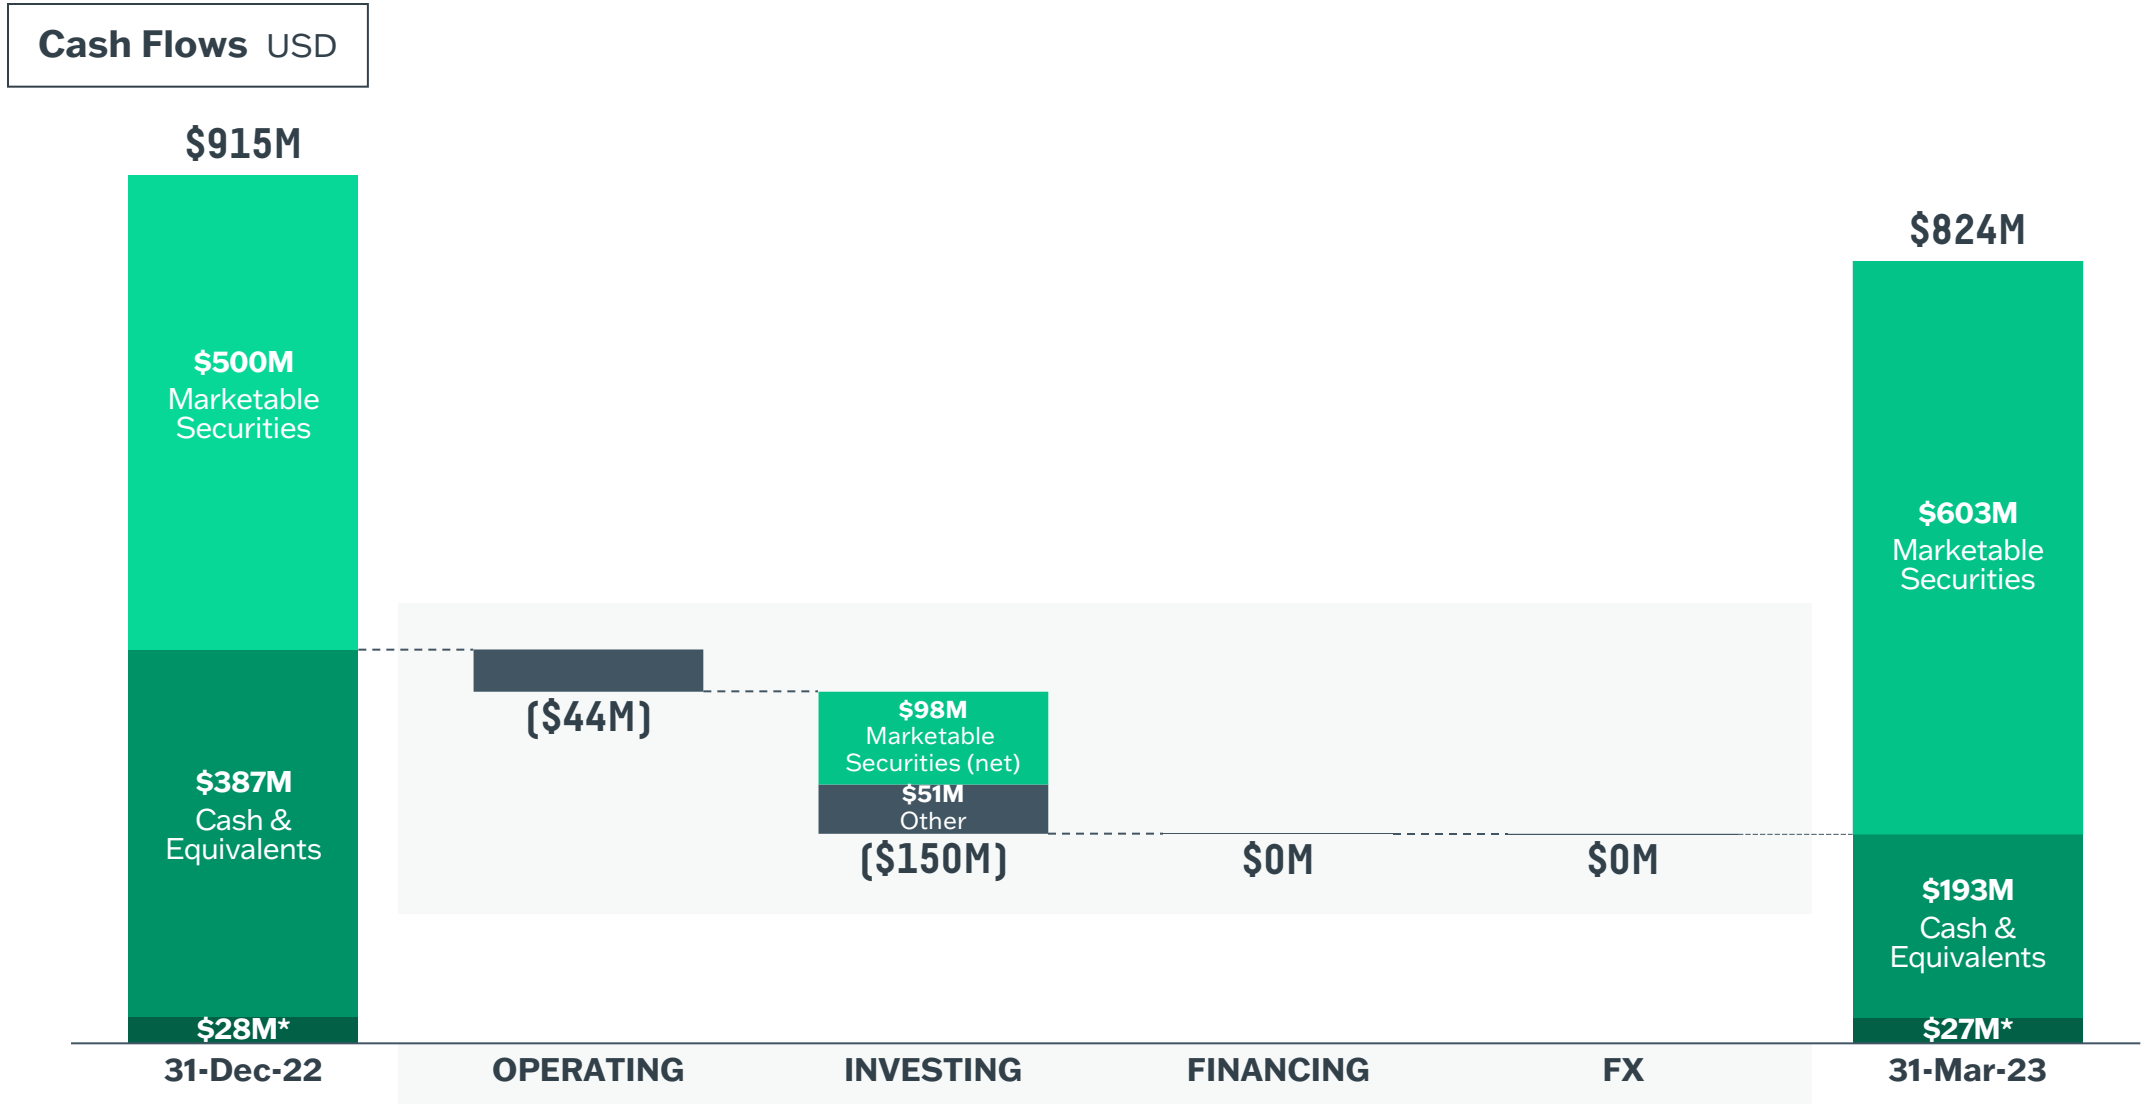 Cash Flows USD
$915M
$500M
Marketable
Securities
$387M
Cash &
Equivalents
$28M*
31-Dec-22
($44M)
OPERATING
$98M
Marketable
Securities (net)
$51M
Other
($150M)
INVESTING
$0M
FINANCING
$0M
FX
$824M
$603M
Marketable
Securities
$193M
Cash &
Equivalents
$27M*
31-Mar-23